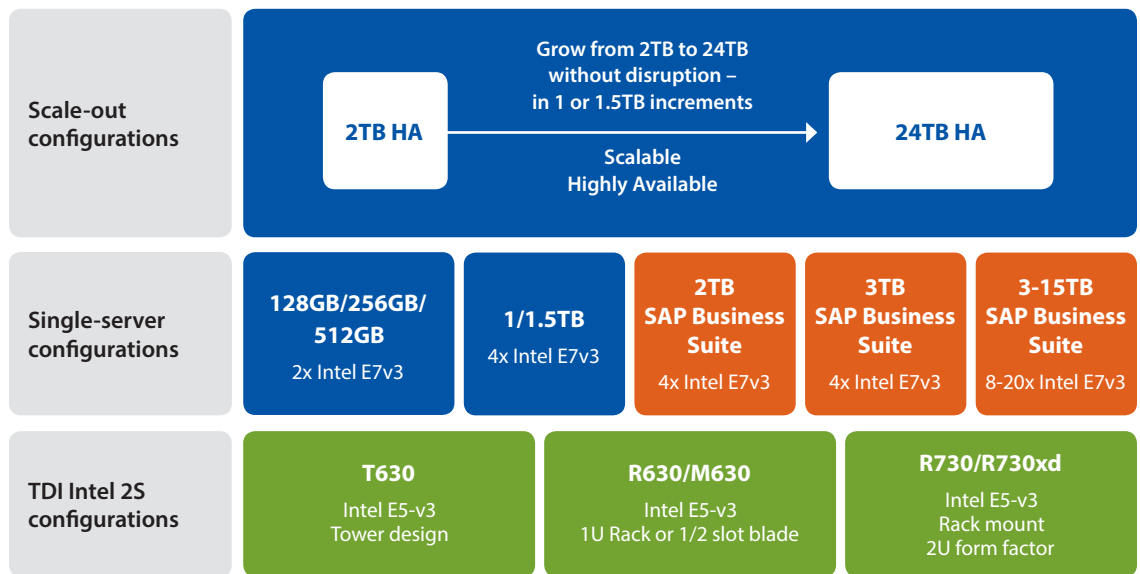 Scale-out
configurations
Grow from 2TB to 24TB
without disruption –
in 1 or 1.5TB increments
2TB HA
24TB HA
Scalable
Highly Available
Single-server
configurations
128GB/256GB/
512GB
2x Intel E7v3
1/1.5TB
4x Intel E7v3
2TB
SAP Business
Suite
4x Intel E7v3
3TB
SAP Business
Suite
4x Intel E7v3
3-15TB
SAP Business
Suite
8-20x Intel E7v3
TDI Intel 2S
configurations
T630
Intel E5-v3
Tower design
R630/M630
Intel E5-v3
1U Rack or 1/2 slot blade
R730/R730xd
Intel E5-v3
Rack mount
2U form factor